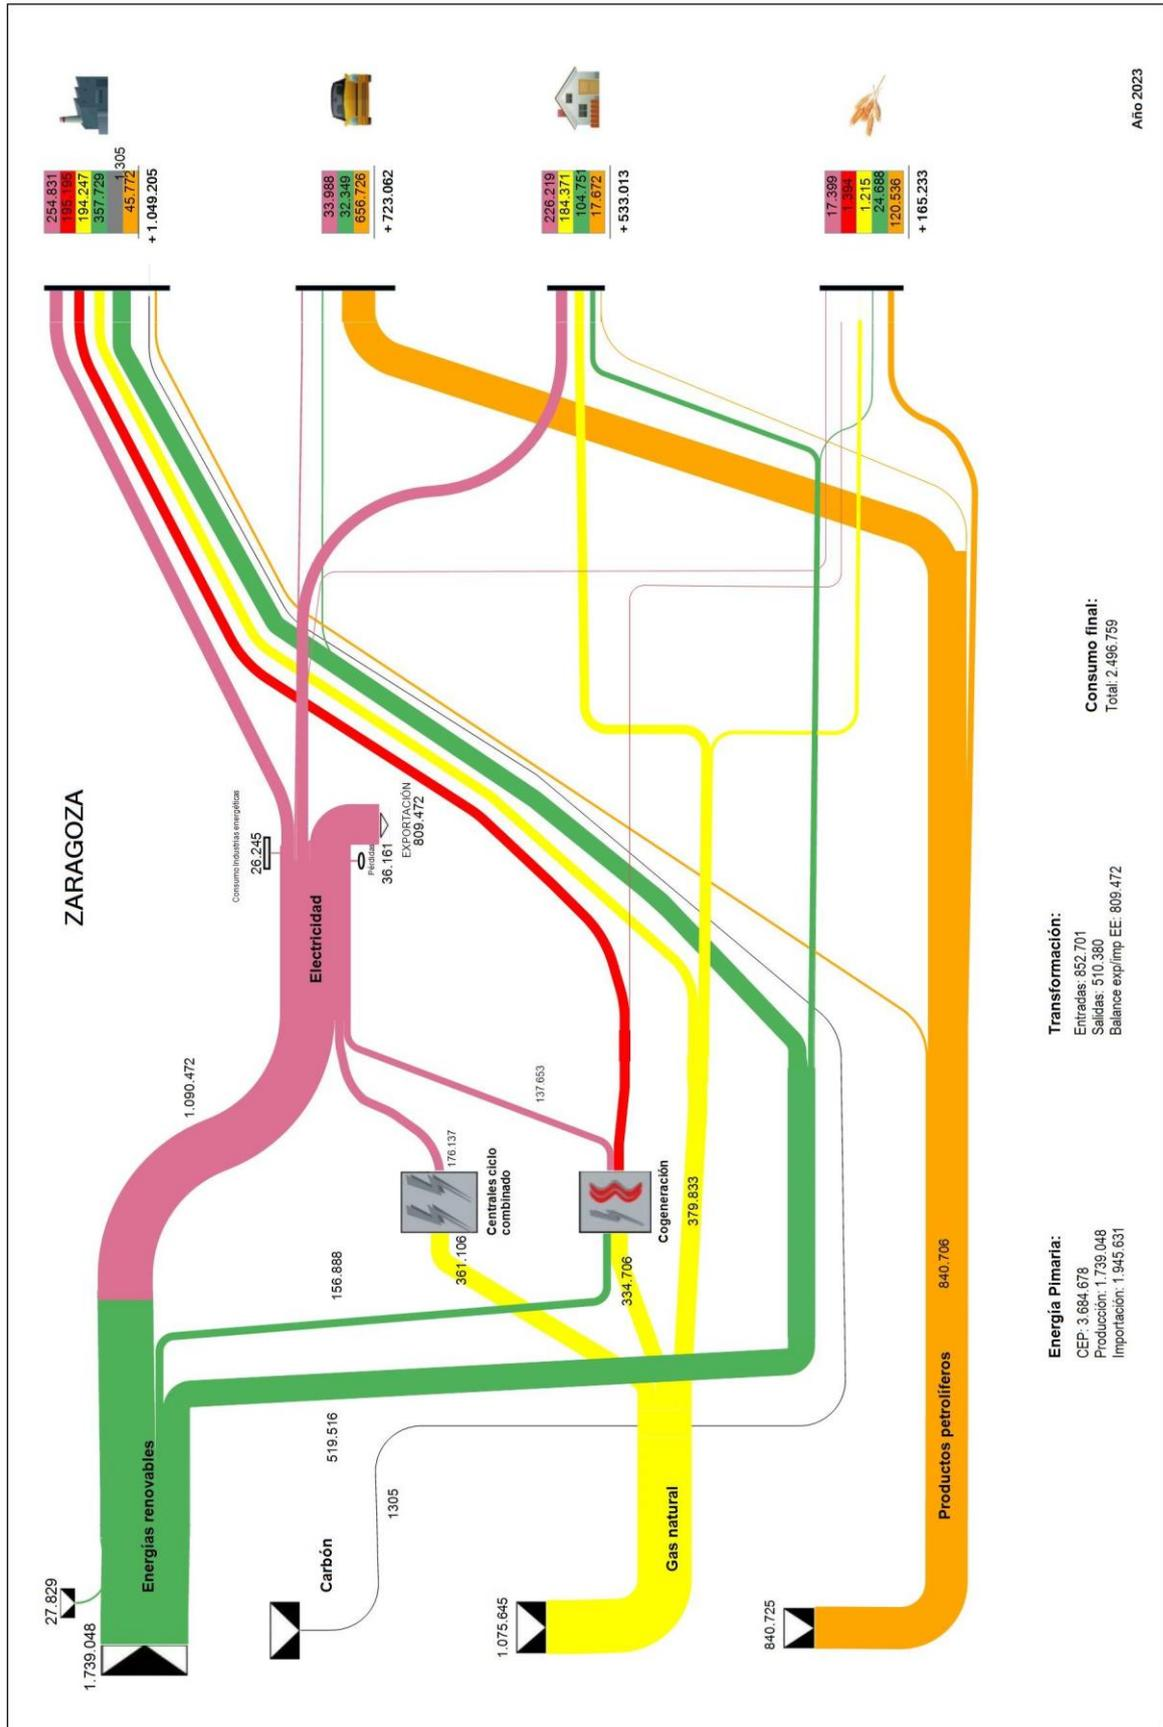 ZARAGOZA
1.739.048
27.829
Energías renovables
Carbón
1305
1.075.645
Gas natural
840.725
Productos petrolíferos
519.516
156.888
361.106
334.706
379.833
840.706
1.090.472
Centrales ciclo
combinado
176.137
Cogeneración
137.653
Electricidad
Consumo Industrias energéticas
26.245
Pérdidas
36.161
EXPORTACIÓN
809.472
254.831
195.195
194.247
357.729
1.305
45.772
+ 1.049.205
33.988
32.349
656.726
+ 723.062
226.219
184.371
104.751
17.672
+ 533.013
17.399
1.394
1.215
24.688
120.536
+ 165.233
Energía Pimaria:
CEP: 3.684.678
Producción: 1.739.048
Importación: 1.945.631
Transformación:
Entradas: 852.701
Salidas: 510.380
Balance exp/imp EE: 809.472
Consumo final:
Total: 2.496.759
Año 2023